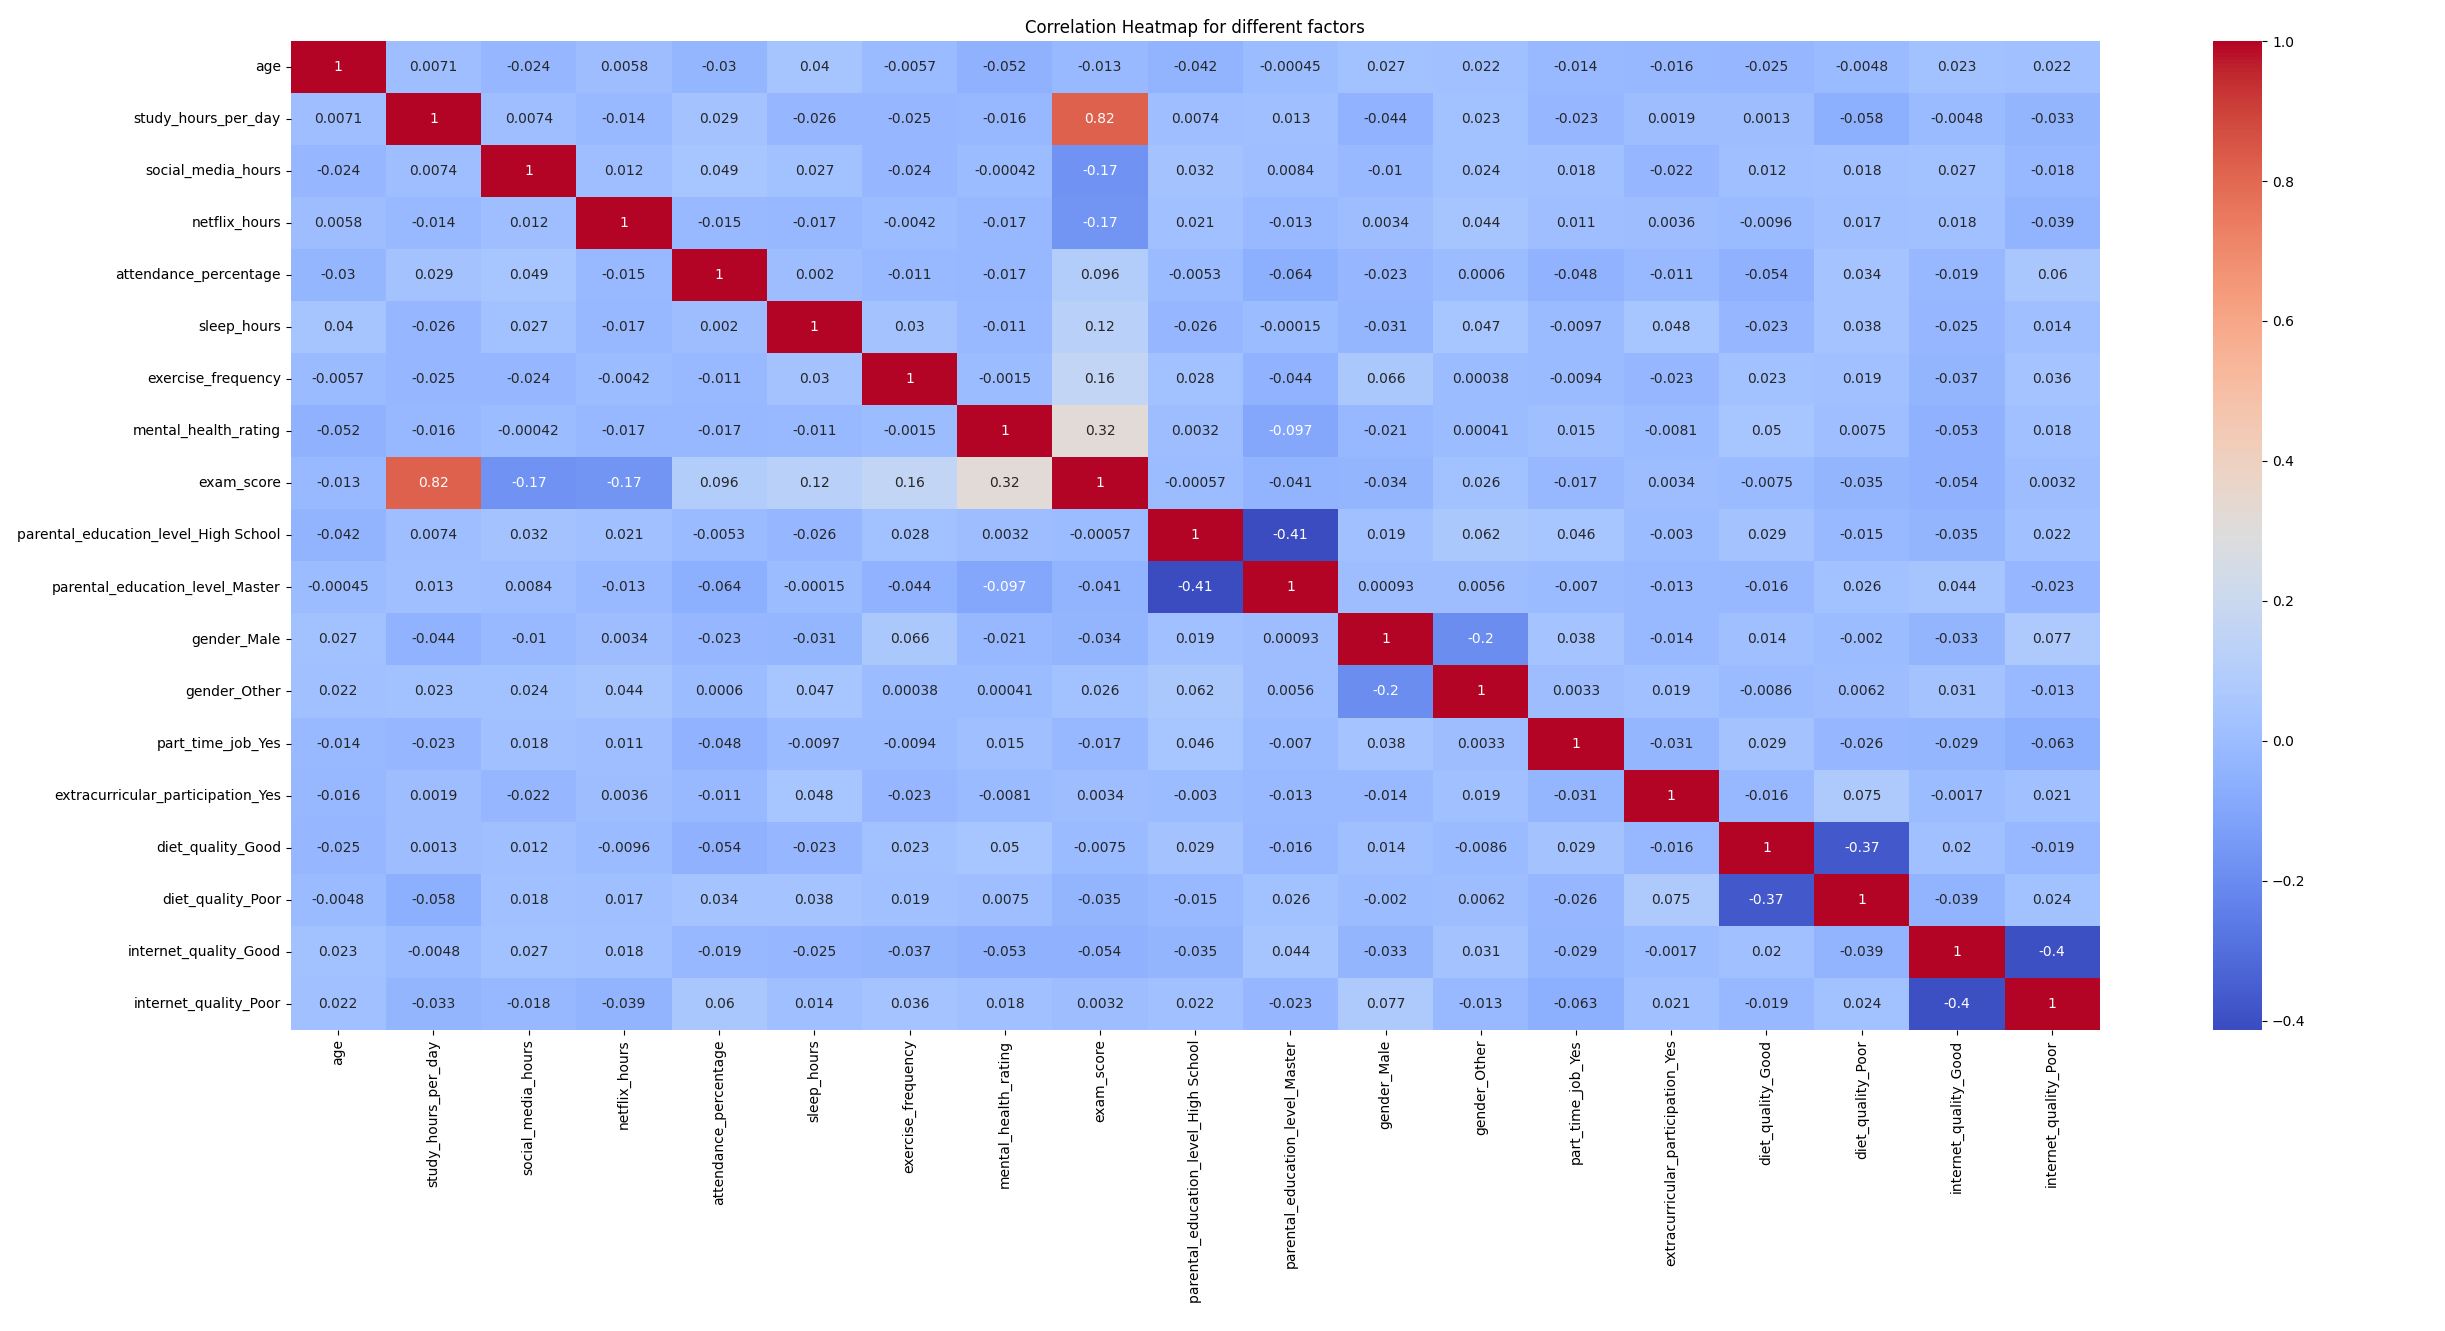 Correlation Heatmap for different factors
age 1 0.0071 -0.024 0.0058 -0.03 0.04 -0.0057 -0.052 -0.013 -0.042 -0.00045 0.027 0.022 -0.014 -0.016 -0.025 -0.0048 0.023 0.022
study_hours_per_day 0.0071 1 0.0074 -0.014 0.029 -0.026 -0.025 -0.016 0.82 0.0074 0.013 -0.044 0.023 -0.023 0.0019 0.0013 -0.058 -0.0048 -0.033
social_media_hours -0.024 0.0074 1 0.012 0.049 0.027 -0.024 -0.00042 -0.17 0.032 0.0084 -0.01 0.024 0.018 -0.022 0.012 0.018 0.027 -0.018
netflix_hours 0.0058 -0.014 0.012 1 -0.015 -0.017 -0.0042 -0.017 -0.17 0.021 -0.013 0.0034 0.044 0.011 0.0036 -0.0096 0.017 0.018 -0.039
attendance_percentage -0.03 0.029 0.049 -0.015 1 0.002 -0.011 -0.017 0.096 -0.0053 -0.064 -0.023 0.0006 -0.048 -0.011 -0.054 0.034 -0.019 0.06
sleep_hours 0.04 -0.026 0.027 -0.017 0.002 1 0.03 -0.011 0.12 -0.026 -0.00015 -0.031 0.047 -0.0097 0.048 -0.023 0.038 -0.025 0.014
exercise_frequency -0.0057 -0.025 -0.024 -0.0042 -0.011 0.03 1 -0.0015 0.16 0.028 -0.044 0.066 0.00038 -0.0094 -0.023 0.023 0.019 -0.037 0.036
mental_health_rating -0.052 -0.016 -0.00042 -0.017 -0.017 -0.011 -0.0015 1 0.32 0.0032 -0.097 -0.021 0.00041 0.015 -0.0081 0.05 0.0075 -0.053 0.018
exam_score -0.013 0.82 -0.17 -0.17 0.096 0.12 0.16 0.32 1 -0.00057 -0.041 -0.034 0.026 -0.017 0.0034 -0.0075 -0.035 -0.054 0.0032
parental_education_level_High School -0.042 0.0074 0.032 0.021 -0.0053 -0.026 0.028 0.0032 -0.00057 1 -0.41 0.019 0.062 0.046 -0.003 0.029 -0.015 -0.035 0.022
parental_education_level_Master -0.00045 0.013 0.0084 -0.013 -0.064 -0.00015 -0.044 -0.097 -0.041 -0.41 1 0.00093 0.0056 -0.007 -0.013 -0.016 0.026 0.044 -0.023
gender_Male 0.027 -0.044 -0.01 0.0034 -0.023 -0.031 0.066 -0.021 -0.034 0.019 0.00093 1 -0.2 0.038 -0.014 0.014 -0.002 -0.033 0.077
gender_Other 0.022 0.023 0.024 0.044 0.0006 0.047 0.00038 0.00041 0.026 0.062 0.0056 -0.2 1 0.0033 0.019 -0.0086 0.0062 0.031 -0.013
part_time_job_Yes -0.014 -0.023 0.018 0.011 -0.048 -0.0097 -0.0094 0.015 -0.017 0.046 -0.007 0.038 0.0033 1 -0.031 0.029 -0.026 -0.029 -0.063
extracurricular_participation_Yes -0.016 0.0019 -0.022 0.0036 -0.011 0.048 -0.023 -0.0081 0.0034 -0.003 -0.013 -0.014 0.019 -0.031 1 -0.016 0.075 -0.0017 0.021
diet_quality_Good -0.025 0.0013 0.012 -0.0096 -0.054 -0.023 0.023 0.05 -0.0075 0.029 -0.016 0.014 -0.0086 0.029 -0.016 1 -0.37 0.02 -0.019
diet_quality_Poor -0.0048 -0.058 0.018 0.017 0.034 0.038 0.019 0.0075 -0.035 -0.015 0.026 -0.002 0.0062 -0.026 0.075 -0.37 1 -0.039 0.024
internet_quality_Good 0.023 -0.0048 0.027 0.018 -0.019 -0.025 -0.037 -0.053 -0.054 -0.035 0.044 -0.033 0.031 -0.029 -0.0017 0.02 -0.039 1 -0.4
internet_quality_Poor 0.022 -0.033 -0.018 -0.039 0.06 0.014 0.036 0.018 0.0032 0.022 -0.023 0.077 -0.013 -0.063 0.021 -0.019 0.024 -0.4 1
age
study_hours_per_day
social_media_hours
netflix_hours
attendance_percentage
sleep_hours
exercise_frequency
mental_health_rating
exam_score
parental_education_level_High School
parental_education_level_Master
gender_Male
gender_Other
part_time_job_Yes
extracurricular_participation_Yes
diet_quality_Good
diet_quality_Poor
internet_quality_Good
internet_quality_Poor
1.0
0.8
0.6
0.4
0.2
0.0
−0.2
−0.4